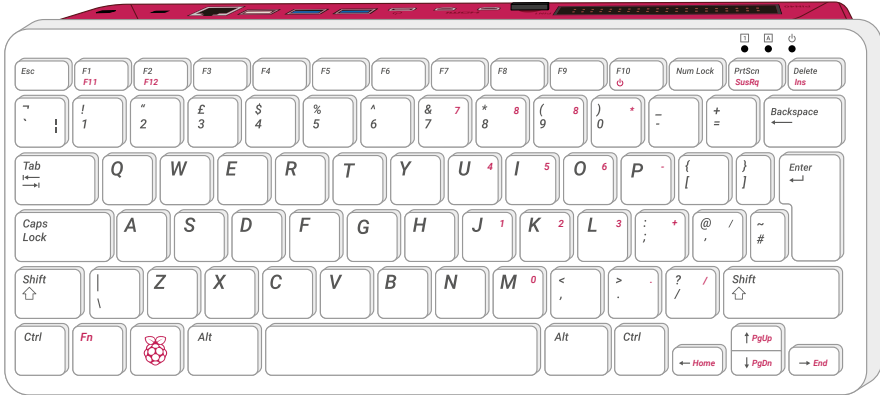 1 A
Esc F1 F2 F3 F4 F5 F6 F7 F8 F9 F10 Num Lock PrtScn Delete
F11 F12 SusRq Ins
¬ ! “ £ $ % ^ & 7 * 8 ( 8 ) * _ + Backspace
` ¦ 1 2 3 4 5 6 7 8 9 0 - = ←
Tab Q W E R T Y U 4 I 5 O 6 P - { } Enter
[ ]
Caps A S D F G H J 1 K 2 L 3 : + @ / ~
Lock ; ' #
Shift | Z X C V B N M 0 < > . ? / Shift
\ , . /
Ctrl Fn Alt Alt Ctrl ↑ PgUp
← Home ↓ PgDn → End